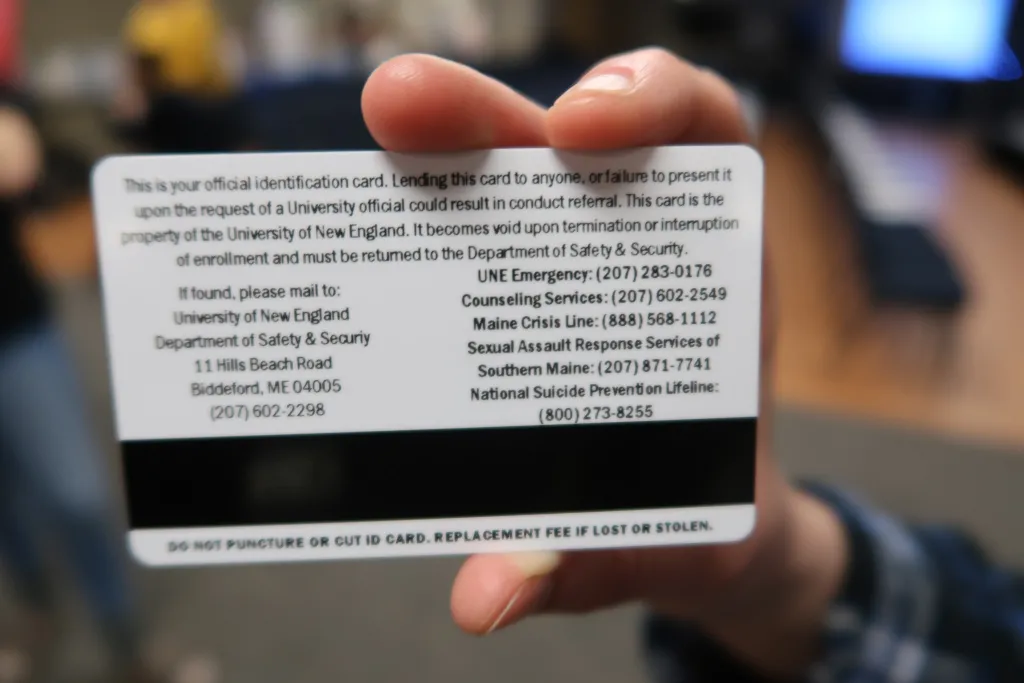 This is your official identification card. Lending this card to anyone, or failure to present it
upon the request of a University official could result in conduct referral. This card is the
property of the University of New England. It becomes void upon termination or interruption
of enrollment and must be returned to the Department of Safety & Security.
If found, please mail to:
University of New England
Department of Safety & Securiy
11 Hills Beach Road
Biddeford, ME 04005
(207) 602-2298
UNE Emergency: (207) 283-0176
Counseling Services: (207) 602-2549
Maine Crisis Line: (888) 568-1112
Sexual Assault Response Services of
Southern Maine: (207) 871-7741
National Suicide Prevention Lifeline:
(800) 273-8255
DO NOT PUNCTURE OR CUT ID CARD. REPLACEMENT FEE IF LOST OR STOLEN.